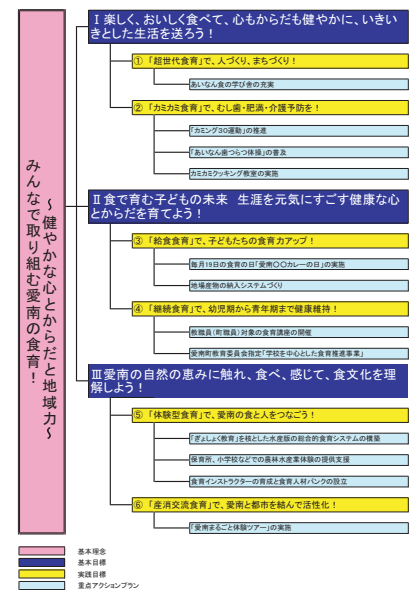 みんなで取り組む愛南の食育！
～健やかな心とからだと地域力～
Ⅰ楽しく、おいしく食べて、心もからだも健やかに、いきい
きとした生活を送ろう！
①「超世代食育」で、人づくり、まちづくり！
あいなん食の学び舎の充実
②「カミカミ食育」で、むし歯・肥満・介護予防を！
「カミング３０運動」の推進
「あいなん歯つらつ体操」の普及
カミカミクッキング教室の実施
Ⅱ食で育む子どもの未来　生涯を元気にすごす健康な心
とからだを育てよう！
③「給食食育」で、子どもたちの食育力アップ！
毎月19日の食育の日「愛南〇〇カレーの日」の実施
地場産物の納入システムづくり
④「継続食育」で、幼児期から青年期まで健康維持！
教職員（町職員）対象の食育講座の開催
愛南町教育委員会指定「学校を中心とした食育推進事業」
Ⅲ愛南の自然の恵みに触れ、食べ、感じて、食文化を理
解しよう！
⑤「体験型食育」で、愛南の食と人をつなごう！
「ぎょしょく教育」を核とした水産版の総合的食育システムの構築
保育所、小学校などでの農林水産業体験の提供支援
食育インストラクターの育成と食育人材バンクの設立
⑥「産消交流食育」で、愛南と都市を結んで活性化！
「愛南まるごと体験ツアー」の実施
基本理念
基本目標
実践目標
重点アクションプラン